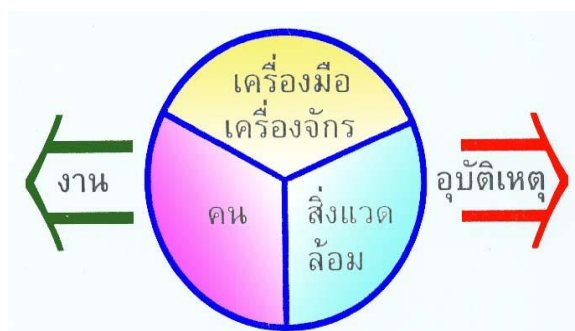 เครื่องมือ
เครื่องจักร
งาน
คน
สิ่งแวด
ล้อม
อุบัติเหตุ